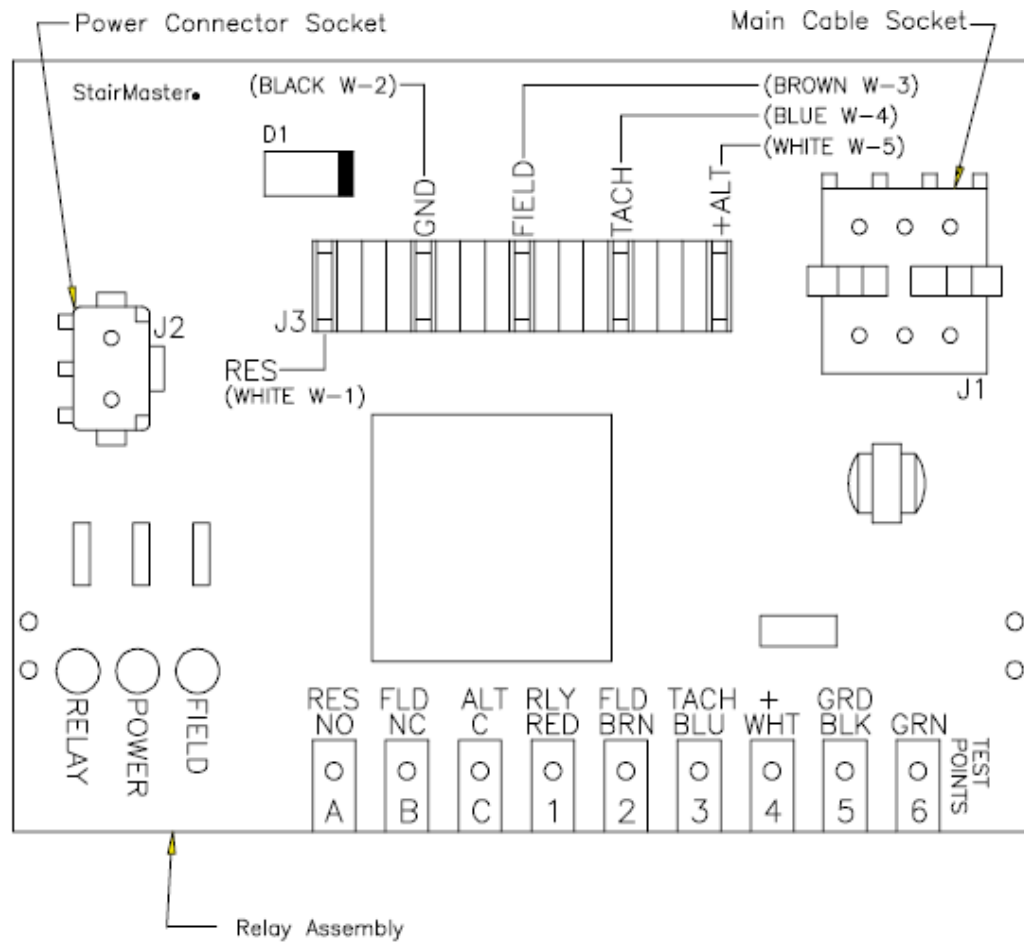 Power Connector Socket
Main Cable Socket
StairMaster.
(BLACK W-2)
(BROWN W-3)
(BLUE W-4)
(WHITE W-5)
D1
GND
FIELD
TACH
+ALT
J3
J2
RES
(WHITE W-1)
J1
RELAY
POWER
FIELD
RES FLD ALT RLY FLD TACH + GRD
NO NC C RED BRN BLU WHT BLK GRN
A B C 1 2 3 4 5 6
TEST
POINTS
Relay Assembly